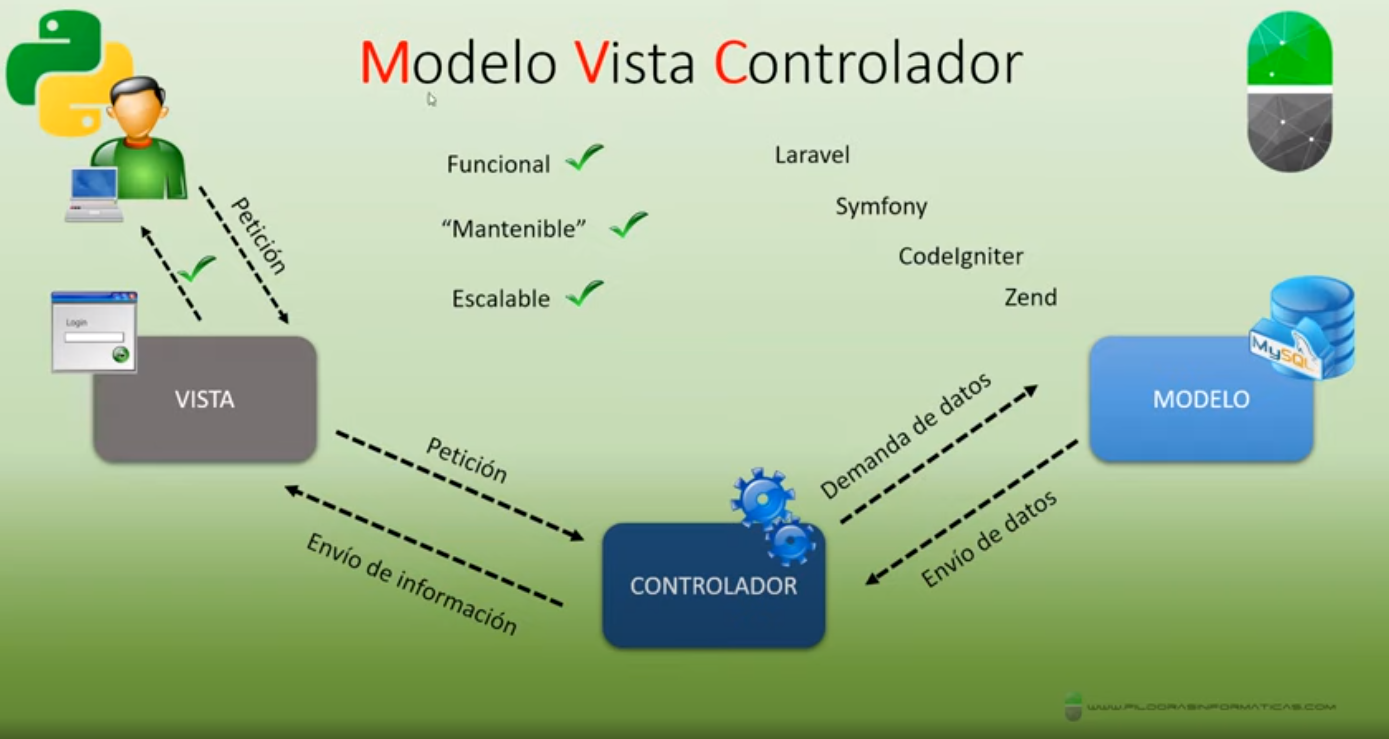 Modelo Vista Controlador
Funcional
Laravel
Symfony
"Mantenible"
CodeIgniter
Escalable
Zend
Petición
Login
VISTA
MySQL
MODELO
Petición
Demanda de datos
Envío de información
Envío de datos
CONTROLADOR
WWW.PILDORASINFORMATICAS.COM